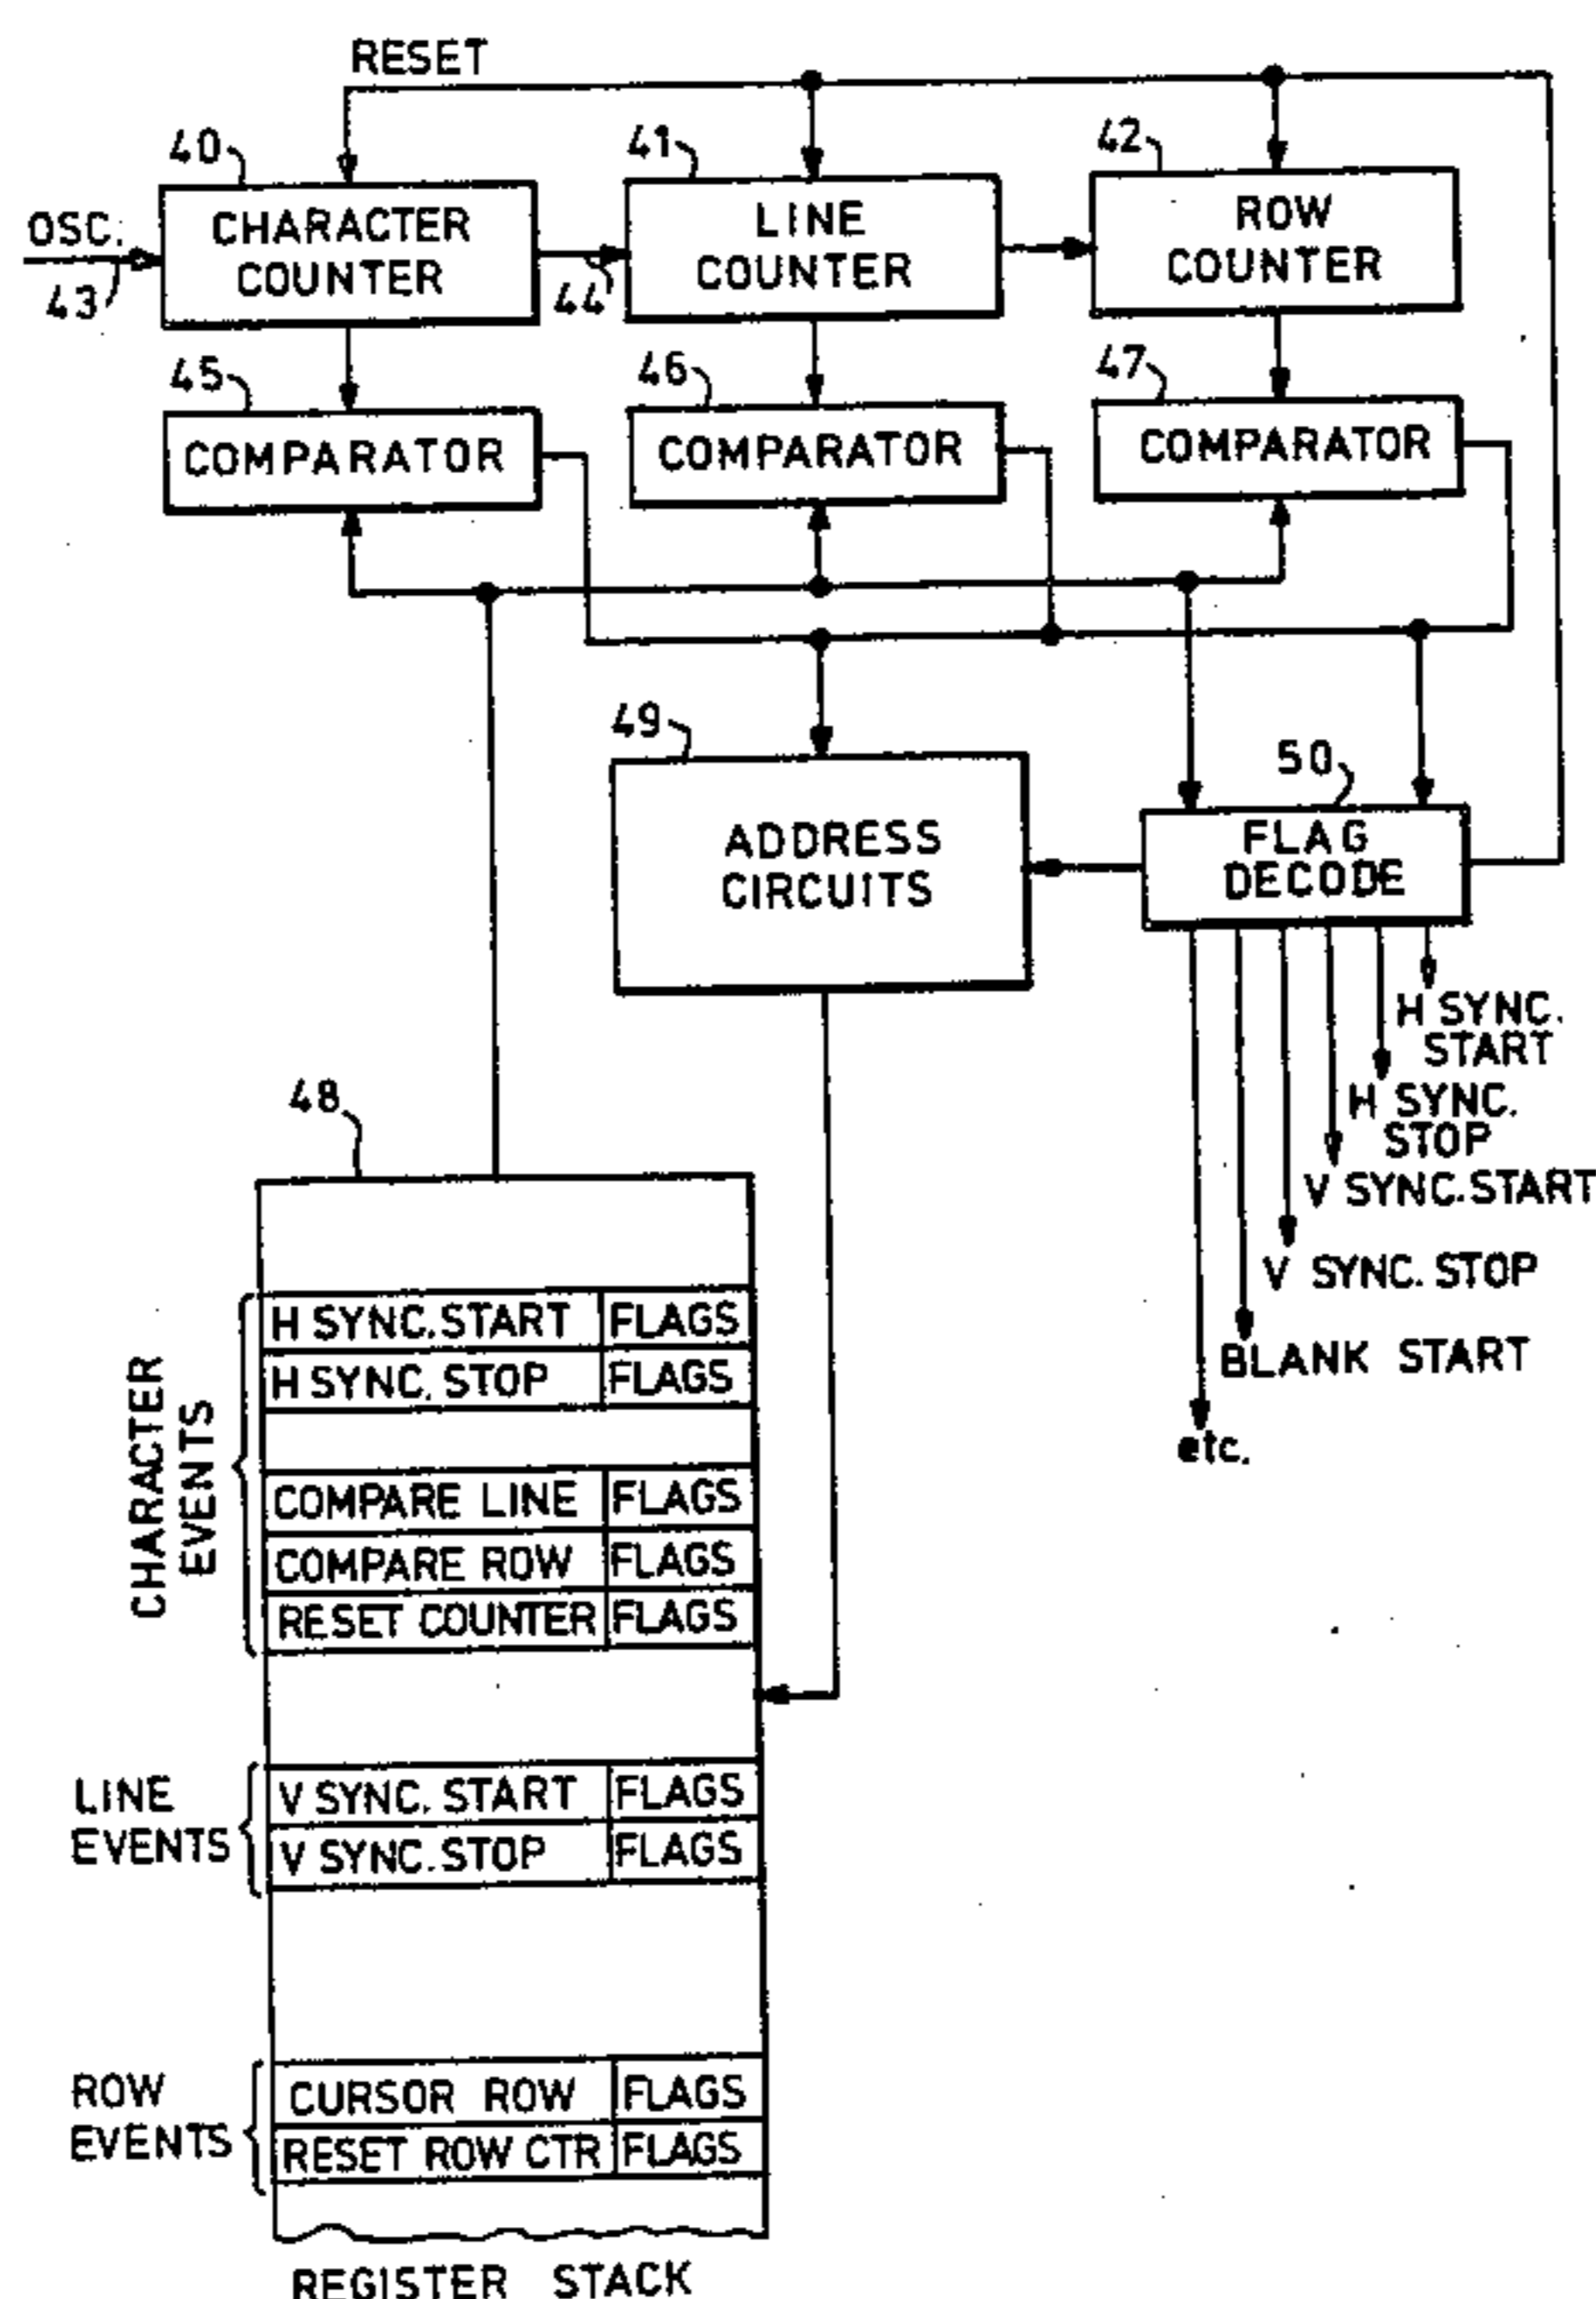 RESET
40
41
42
OSC.
CHARACTER
COUNTER
LINE
COUNTER
ROW
COUNTER
43
44
45
46
47
COMPARATOR
COMPARATOR
COMPARATOR
49
50
ADDRESS
CIRCUITS
FLAG
DECODE
H SYNC.
START
H SYNC.
STOP
V SYNC. START
V SYNC. STOP
BLANK START
etc.
48
CHARACTER
EVENTS
H SYNC. START FLAGS
H SYNC. STOP FLAGS
COMPARE LINE FLAGS
COMPARE ROW FLAGS
RESET COUNTER FLAGS
LINE
EVENTS
V SYNC. START FLAGS
V SYNC. STOP FLAGS
ROW
EVENTS
CURSOR ROW FLAGS
RESET ROW CTR FLAGS
REGISTER STACK